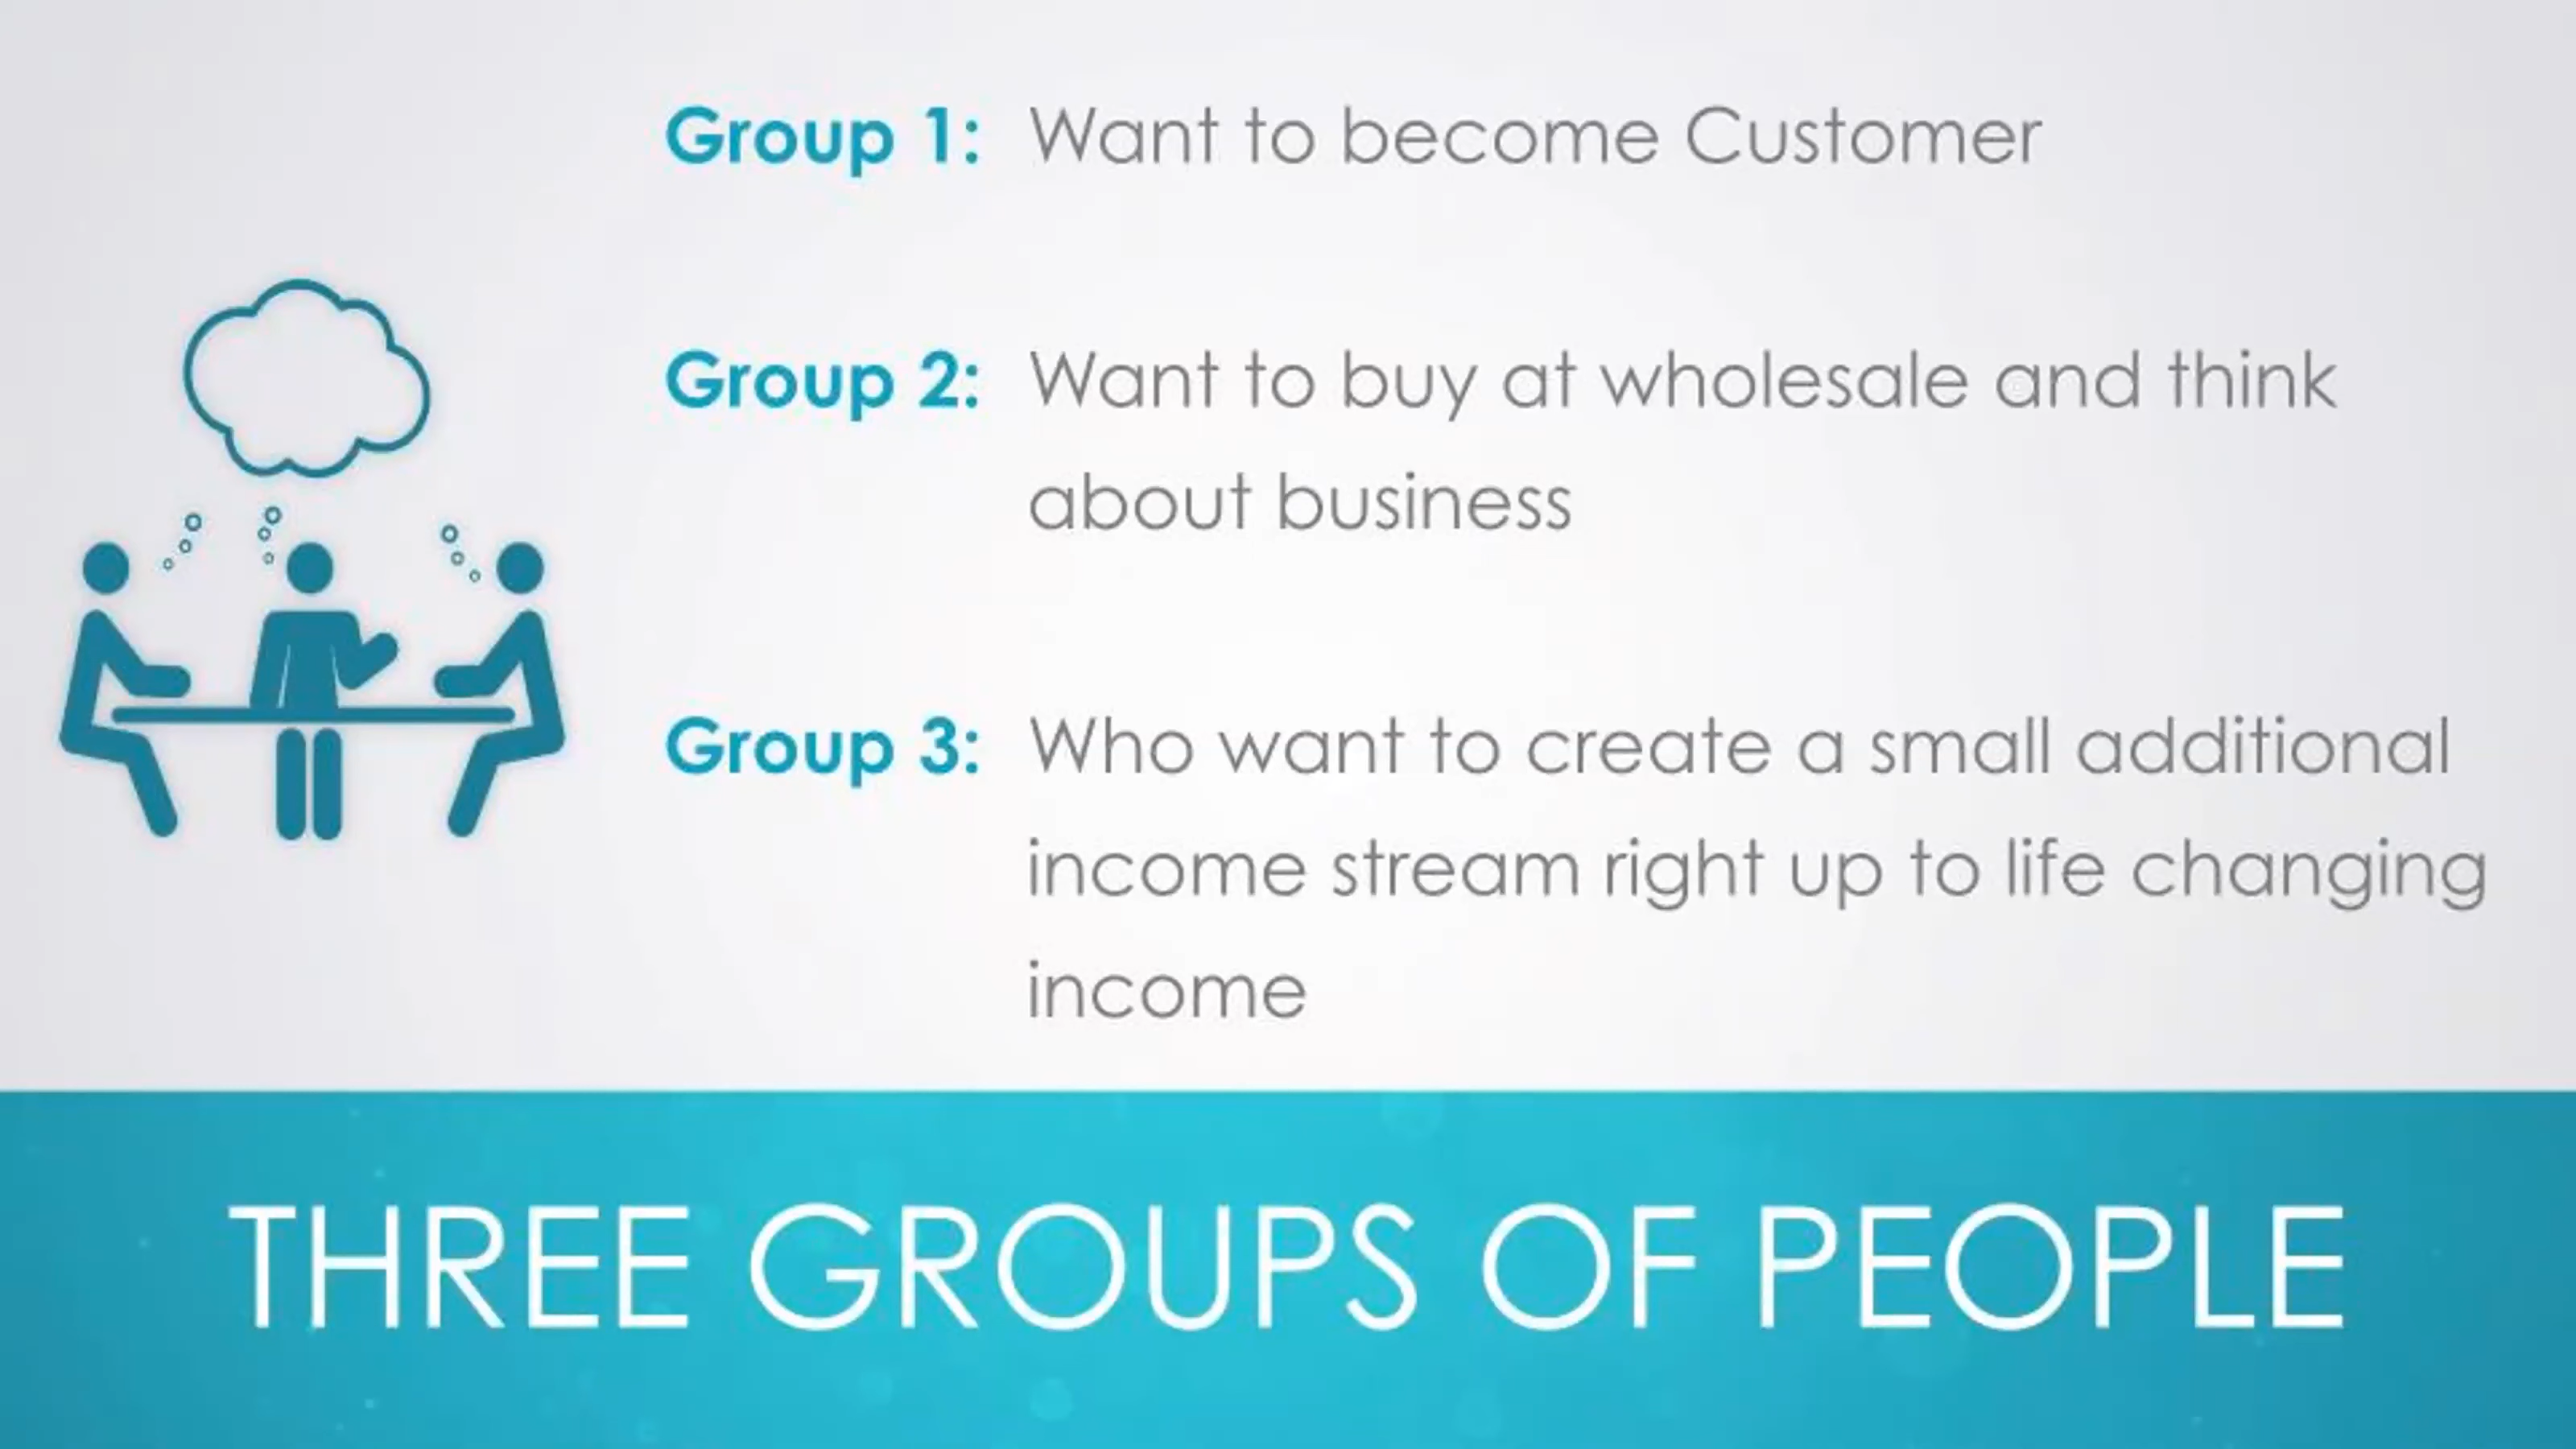 Group 1: Want to become Customer
Group 2: Want to buy at wholesale and think
about business
Group 3: Who want to create a small additional
income stream right up to life changing
income
THREE GROUPS OF PEOPLE